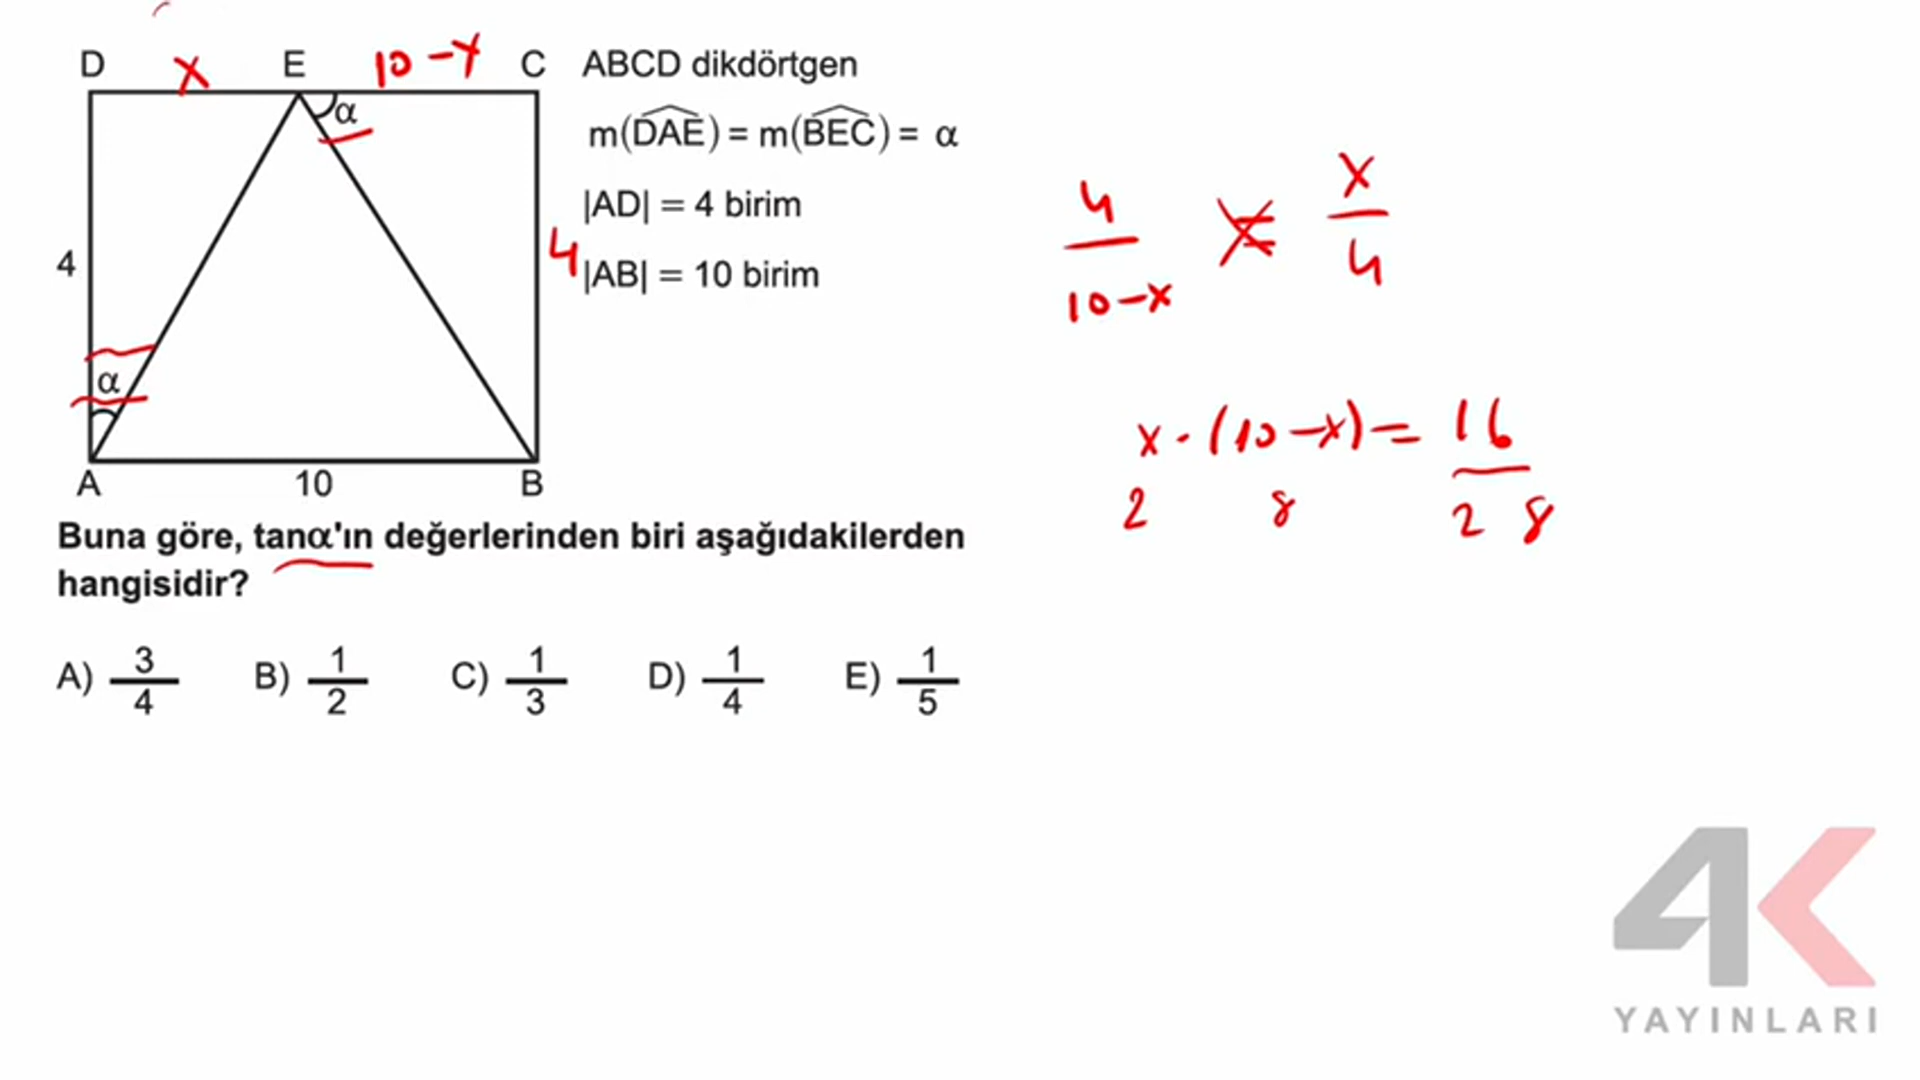 D x E 10-x C
α
4
4
α
A 10 B
ABCD dikdörtgen
m(DAE) = m(BEC) = α
|AD| = 4 birim
|AB| = 10 birim
Buna göre, tanα'ın değerlerinden biri aşağıdakilerden
hangisidir?
A) 3/4 B) 1/2 C) 1/3 D) 1/4 E) 1/5
4/10-x = x/4
x·(10-x)= 16
2 8 2 8
4K
YAYINLARI